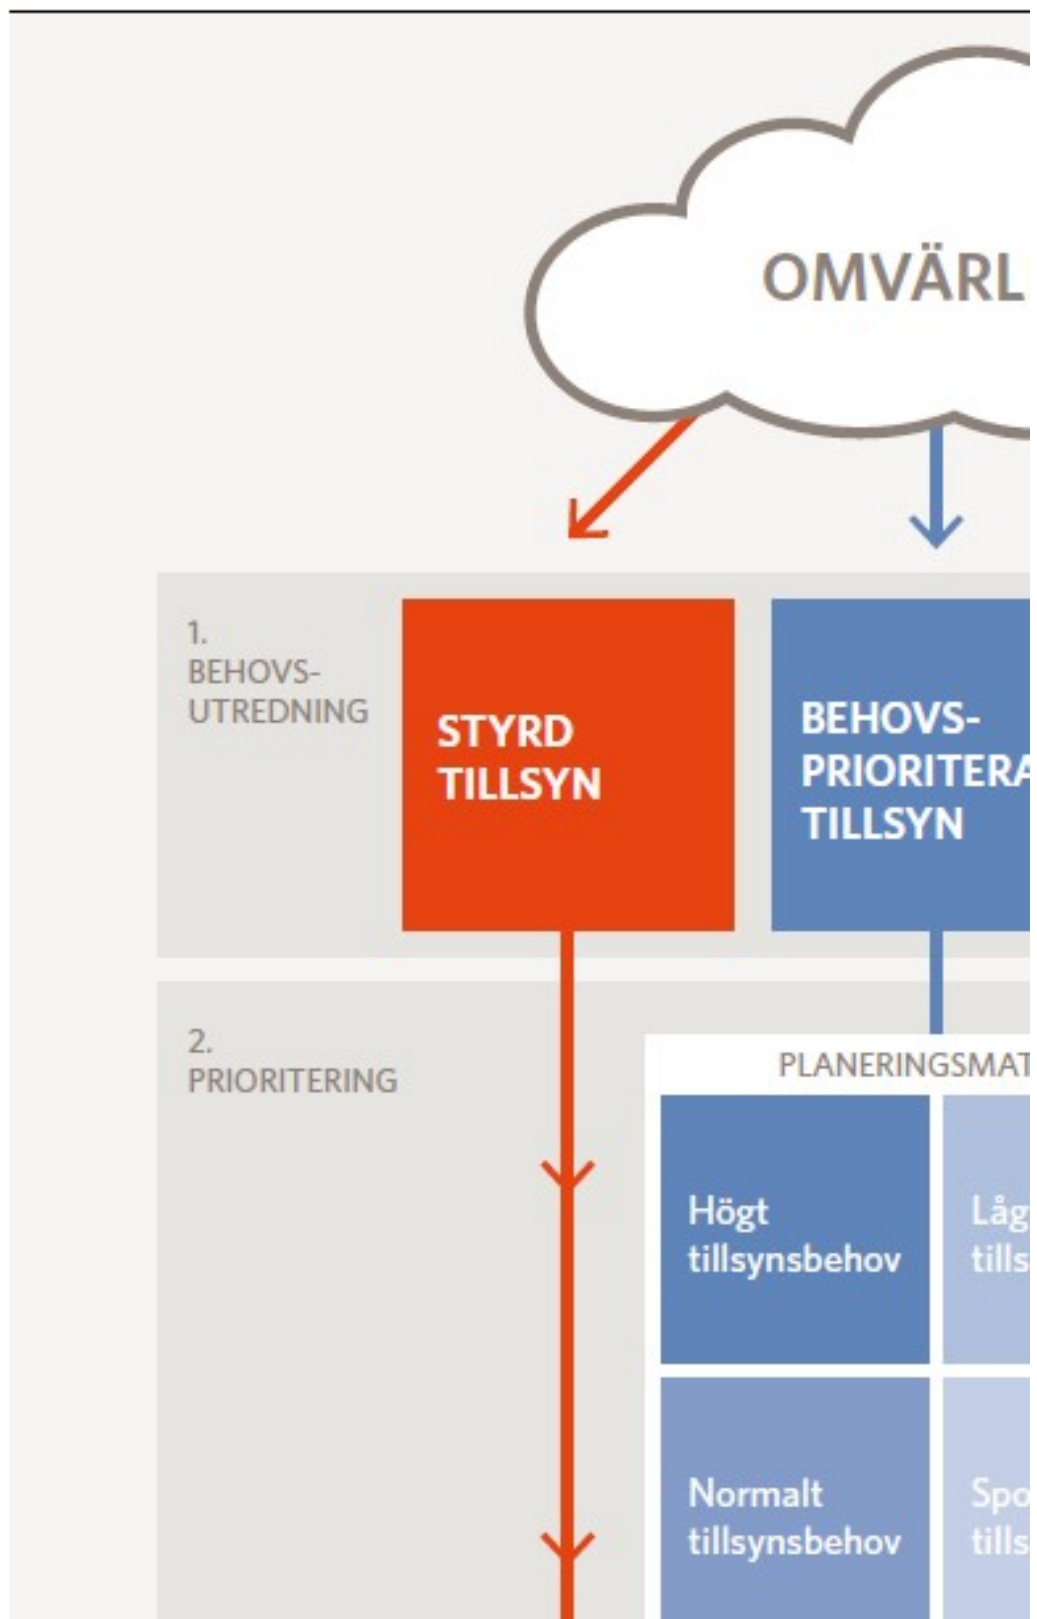 OMVÄRL
1.
BEHOVS-
UTREDNING
STYRD
TILLSYN
BEHOVS-
PRIORITERA
TILLSYN
2.
PRIORITERING
PLANERINGSMAT
Högt
tillsynsbehov
Låg
tills
Normalt
tillsynsbehov
Spo
tills